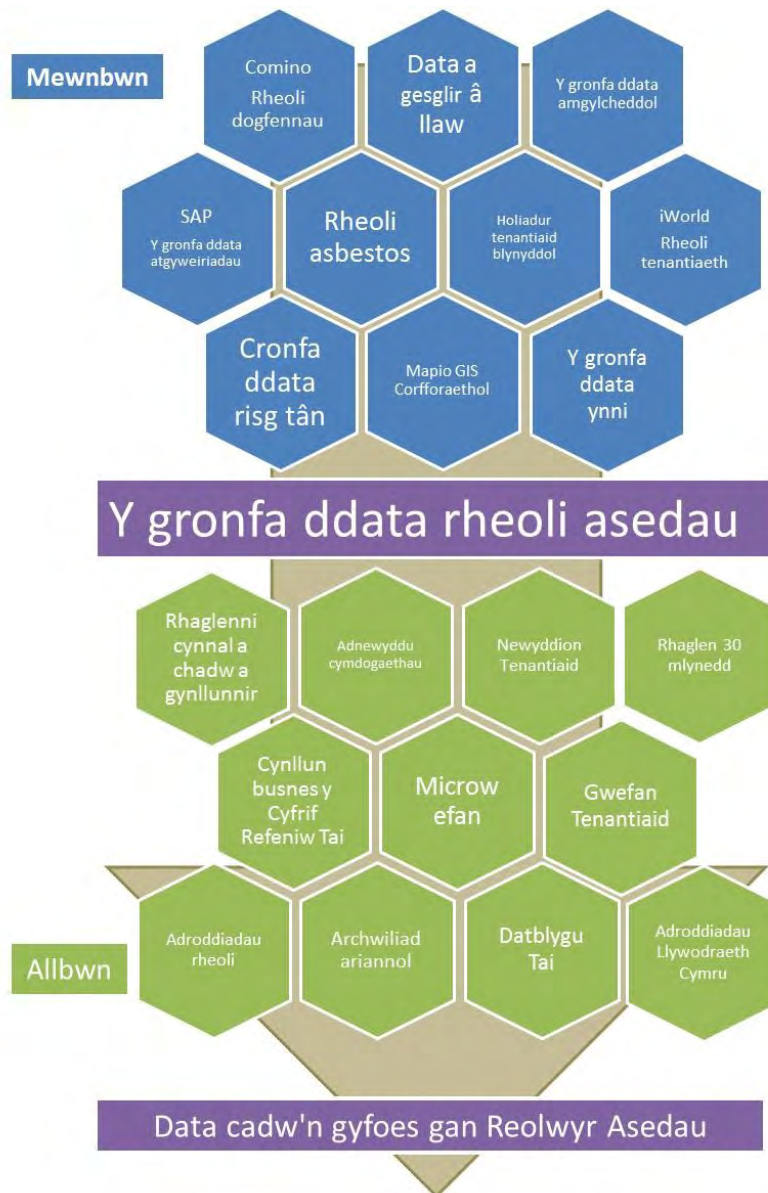 Mewnbwn
Comino
Rheoli
dogfennau
Data a
gesglir â
llaw
Y gronfa ddata
amgylcheddol
SAP
Y gronfa ddata
atgyweiriadau
Rheoli
asbestos
Holiadur
tenantiaid
blynyddol
iWorld
Rheoli
tenantiaeth
Cronfa
ddata
risg tân
Mapio GIS
Corfforaethol
Y gronfa
ddata
ynni
Y gronfa ddata rheoli asedau
Rhaglenni
cynnal a
chadw a
gynllunnir
Adnewyddu
cymdogaethau
Newyddion
Tenantiaid
Rhaglen 30
mlynedd
Cynllun
busnes y
Cyfrif
Refeniw Tai
Microw
efan
Gwefan
Tenantiaid
Allbwn
Adroddiadau
rheoli
Archwiliad
ariannol
Datblygu
Tai
Adroddiadau
Llywodraeth
Cymru
Data cadw'n gyfoes gan Reolwyr Asedau